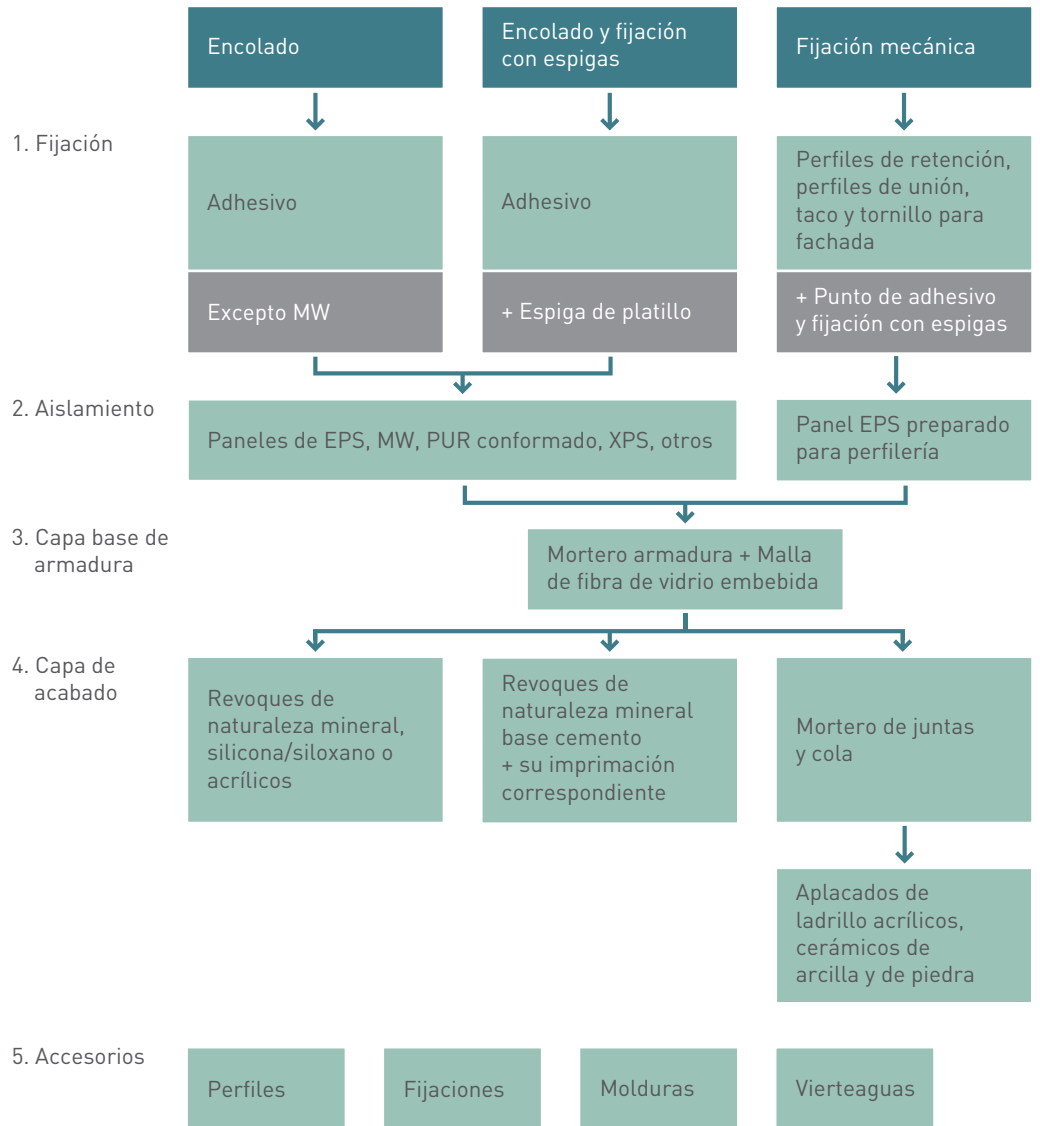 Encolado
Encolado y fijación
con espigas
Fijación mecánica
1. Fijación
Adhesivo
Adhesivo
Perfiles de retención,
perfiles de unión,
taco y tornillo para
fachada
Excepto MW
+ Espiga de platillo
+ Punto de adhesivo
y fijación con espigas
2. Aislamiento
Paneles de EPS, MW, PUR conformado, XPS, otros
Panel EPS preparado
para perfilería
3. Capa base de
armadura
Mortero armadura + Malla
de fibra de vidrio embebida
4. Capa de
acabado
Revoques de
naturaleza mineral,
silicona/siloxano o
acrílicos
Revoques de
naturaleza mineral
base cemento
+ su imprimación
correspondiente
Mortero de juntas
y cola
Aplacados de
ladrillo acrílicos,
cerámicos de
arcilla y de piedra
5. Accesorios
Perfiles
Fijaciones
Molduras
Vierteaguas